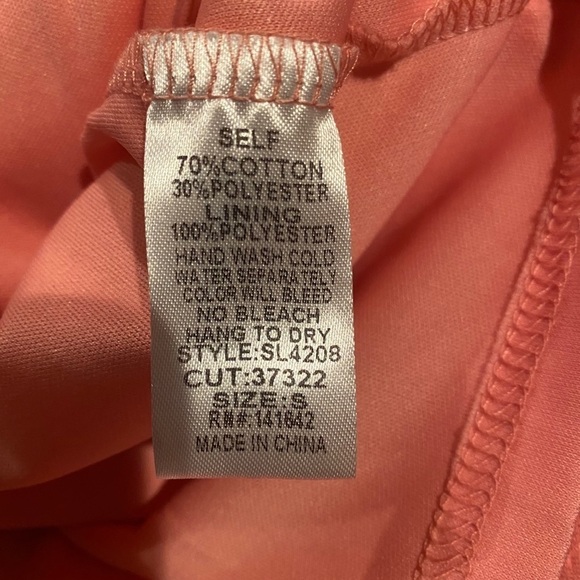 SELF
70%COTTON
30%POLYESTER
LINING
100%POLYESTER
HAND WASH COLD
WATER SEPARATELY
COLOR WILL BLEED
NO BLEACH
HANG TO DRY
STYLE:SL4208
CUT:37322
SIZE:S
RN#:141642
MADE IN CHINA